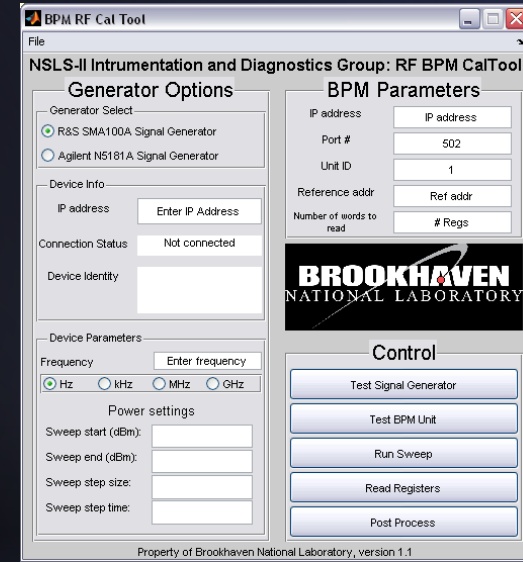 BPM RF Cal Tool
File
NSLS-II Intrumentation and Diagnostics Group: RF BPM CalTool
Generator Options
Generator Select
R&S SMA100A Signal Generator
Agilent N5181A Signal Generator
Device Info
IP address
Enter IP Address
Connection Status
Not connected
Device Identity
Device Parameters
Frequency
Enter frequency
Hz
kHz
MHz
GHz
Power settings
Sweep start (dBm):
Sweep end (dBm):
Sweep step size:
Sweep step time:
BPM Parameters
IP address
IP address
Port #
502
Unit ID
1
Reference addr
Ref addr
Number of words to
read
# Regs
BROOKHAVEN
NATIONAL LABORATORY
Control
Test Signal Generator
Test BPM Unit
Run Sweep
Read Registers
Post Process
Property of Brookhaven National Laboratory, version 1.1